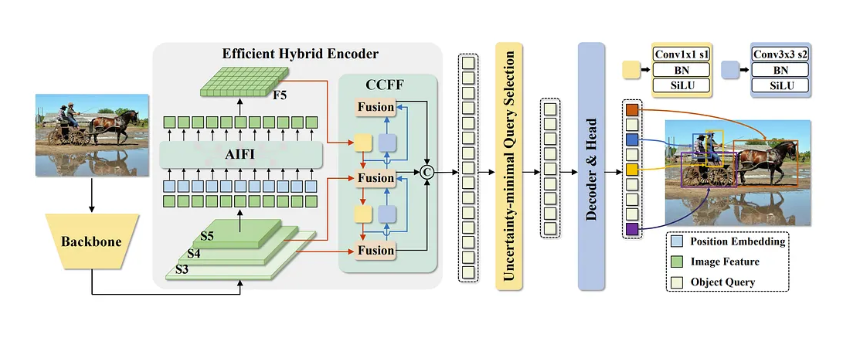 Efficient Hybrid Encoder
F5
AIFI
S5
S4
S3
Backbone
CCFF
Fusion
Fusion
Fusion
C
Uncertainty-minimal Query Selection
Decoder & Head
Conv1x1 s1
BN
SiLU
Conv3x3 s2
BN
SiLU
Position Embedding
Image Feature
Object Query